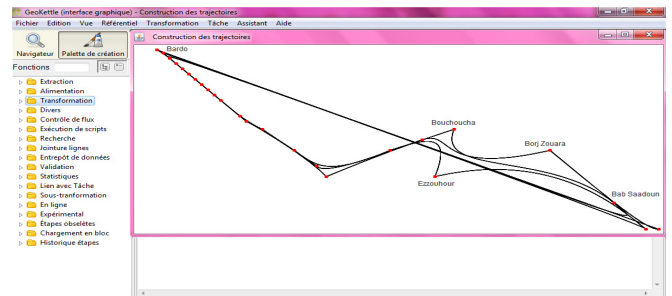 GeoKettle (interface graphique) - Construction des trajectoires
Fichier Edition Vue Référentiel Transformation Tâche Assistant Aide
Navigateur Palette de création
Fonctions
Extraction
Alimentation
Transformation
Divers
Contrôle de flux
Exécution de scripts
Recherche
Jointure lignes
Entrepôt de données
Validation
Statistiques
Lien avec Tâche
Sous-tranformation
En ligne
Expérimental
Étapes obselètes
Chargement en bloc
Historique étapes
Construction des trajectoires
Bardo
Bouchoucha
Borj Zouara
Ezzouhour
Bab Saadoun